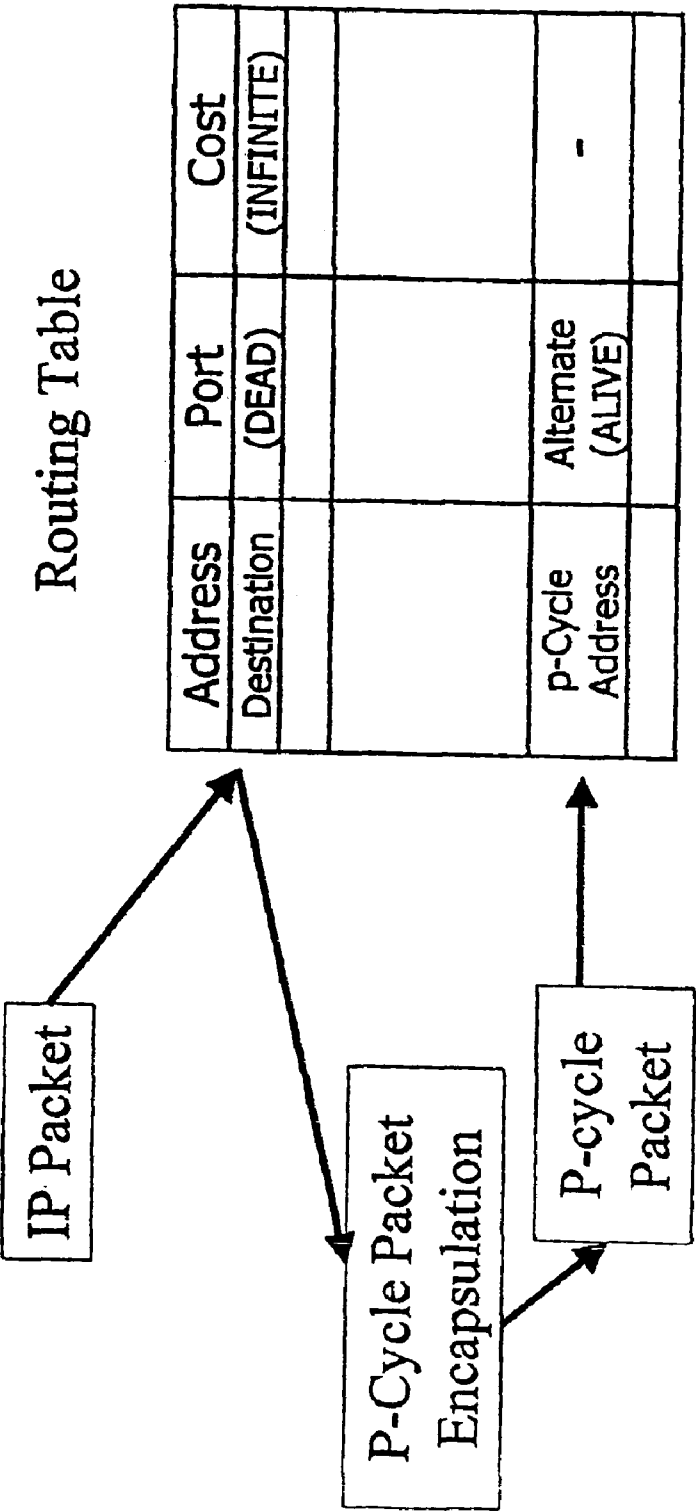 Routing Table
IP Packet
Address Port Cost
Destination (DEAD) (INFINITE)
P-Cycle Packet
Encapsulation
P-cycle
Packet
p-Cycle Alternate -
Address (ALIVE)